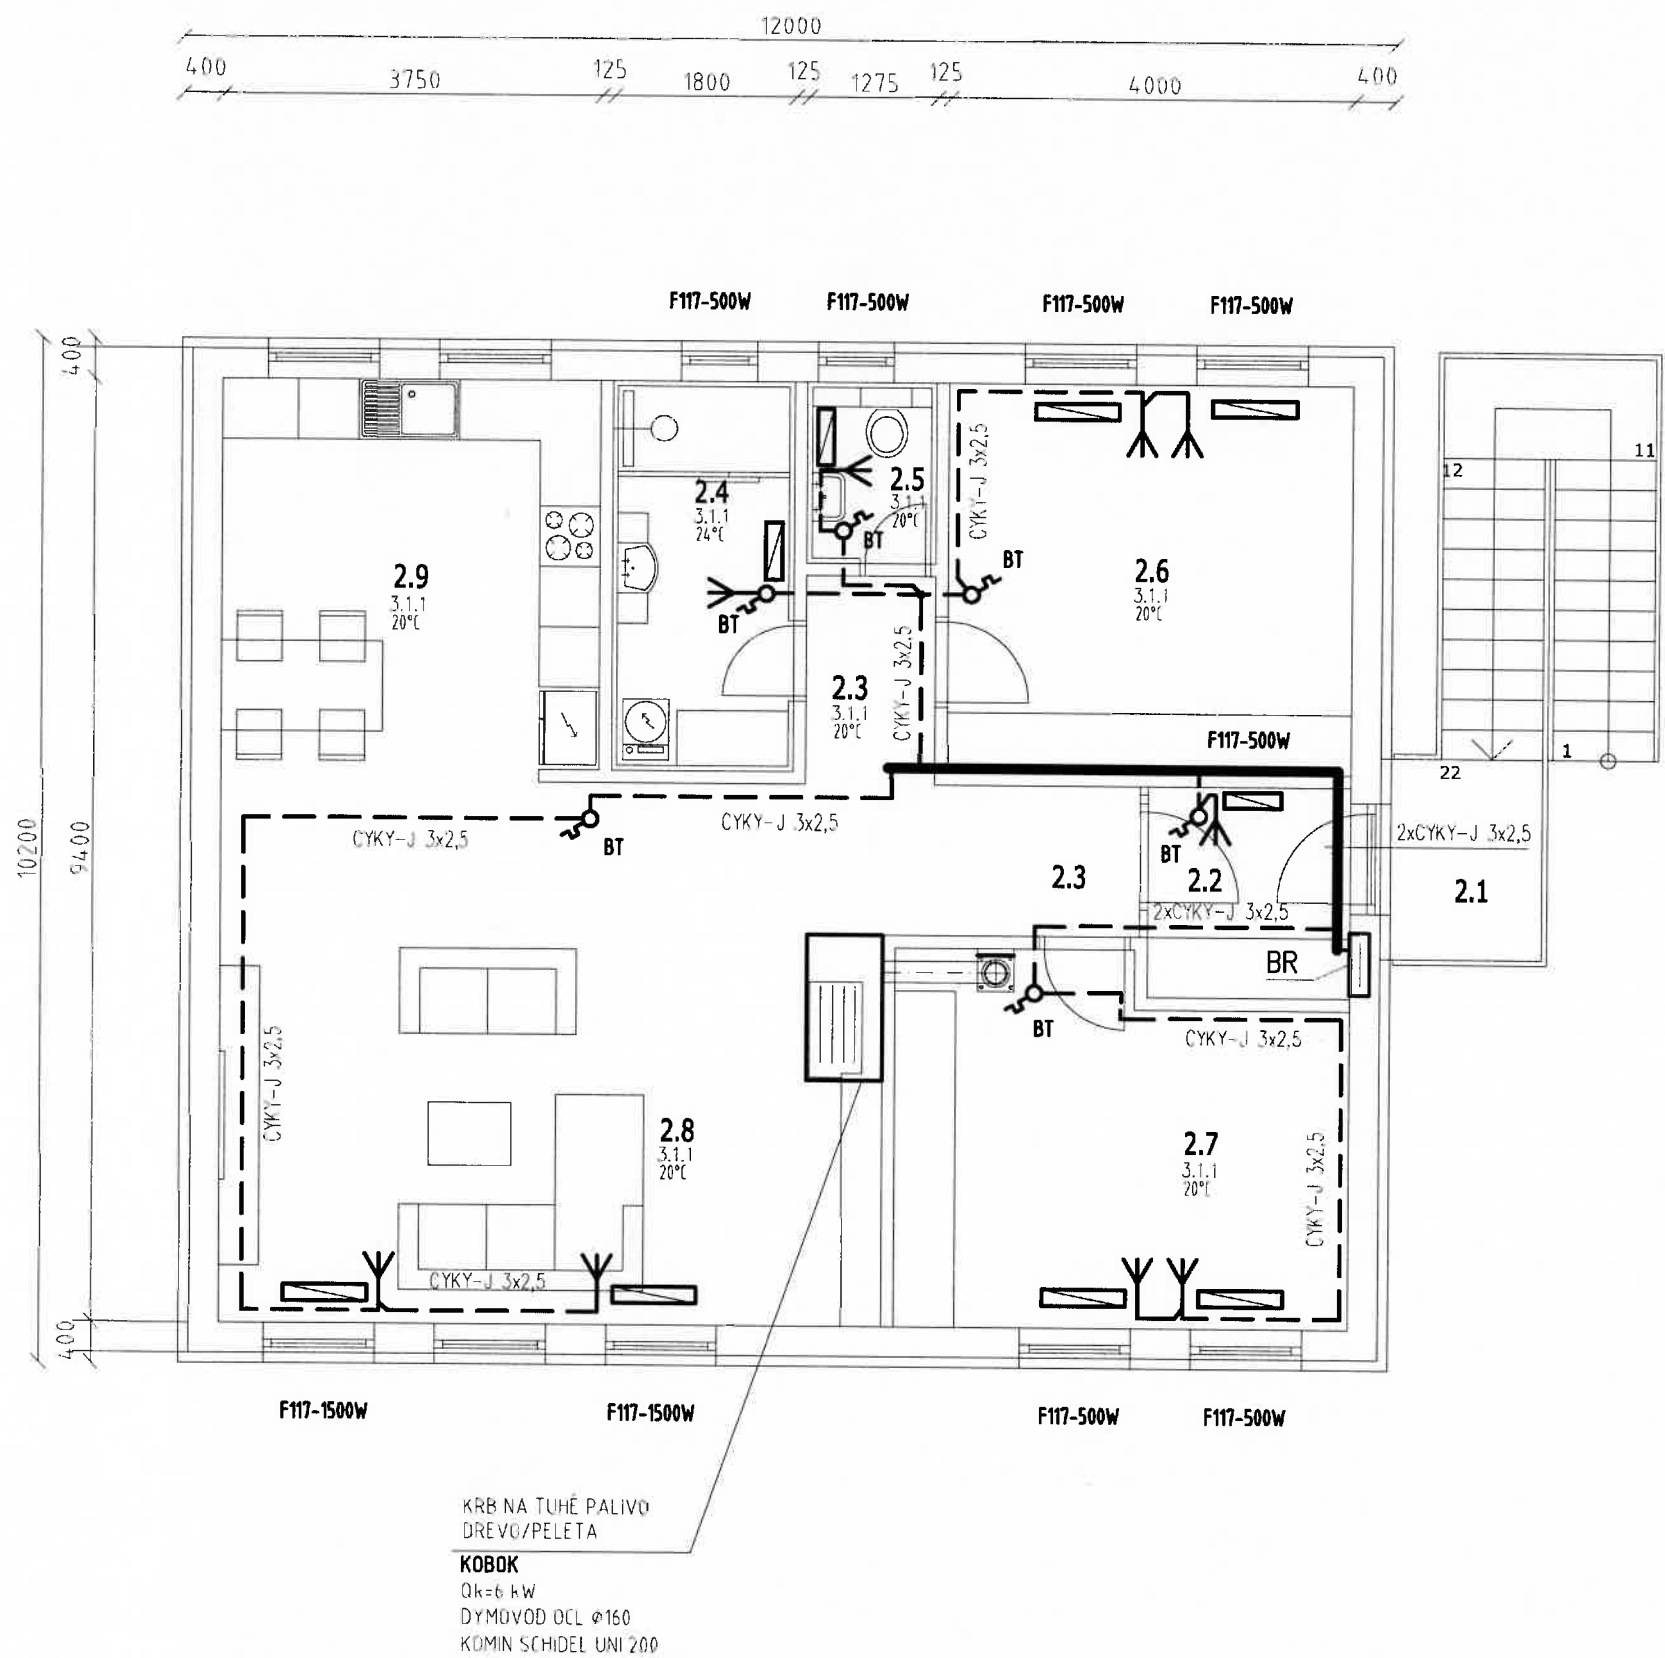 12000
400 3750 125 1800 125 1275 125 4000 400
F117-500W F117-500W F117-500W F117-500W
400
10200
9400
400
2.4
3.1.1
24°C
2.5
3.1.1
20°C
BT
CYKY-J 3x2,5
BT
2.6
3.1.1
20°C
2.9
3.1.1
20°C
BT
2.3
3.1.1
20°C
CYKY-J 3x2,5
F117-500W
12
11
22
1
CYKY-J 3x2,5
BT
CYKY-J 3x2,5
2.3
BT
2.2
2xCYKY-J 3x2,5
2xCYKY-J 3x2,5
2.1
BR
BT
CYKY-J 3x2,5
CYKY-J 3x2,5
2.8
3.1.1
20°C
2.7
3.1.1
20°C
CYKY-J 3x2,5
CYKY-J 3x2,5
F117-1500W F117-1500W F117-500W F117-500W
KRB NA TUHÉ PALIVO
DREVO/PELETA
KOBOK
Qk=6 kW
DYMOVOD OCL ø160
KOMIN SCHIDEL UNI 200